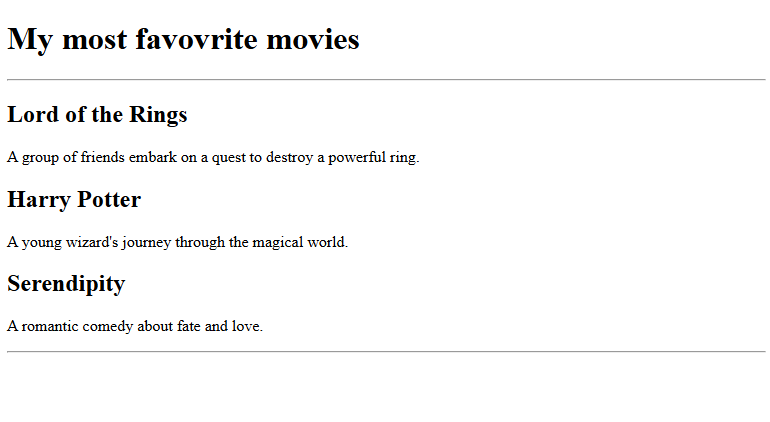 My most favovrite movies
Lord of the Rings
A group of friends embark on a quest to destroy a powerful ring.
Harry Potter
A young wizard's journey through the magical world.
Serendipity
A romantic comedy about fate and love.